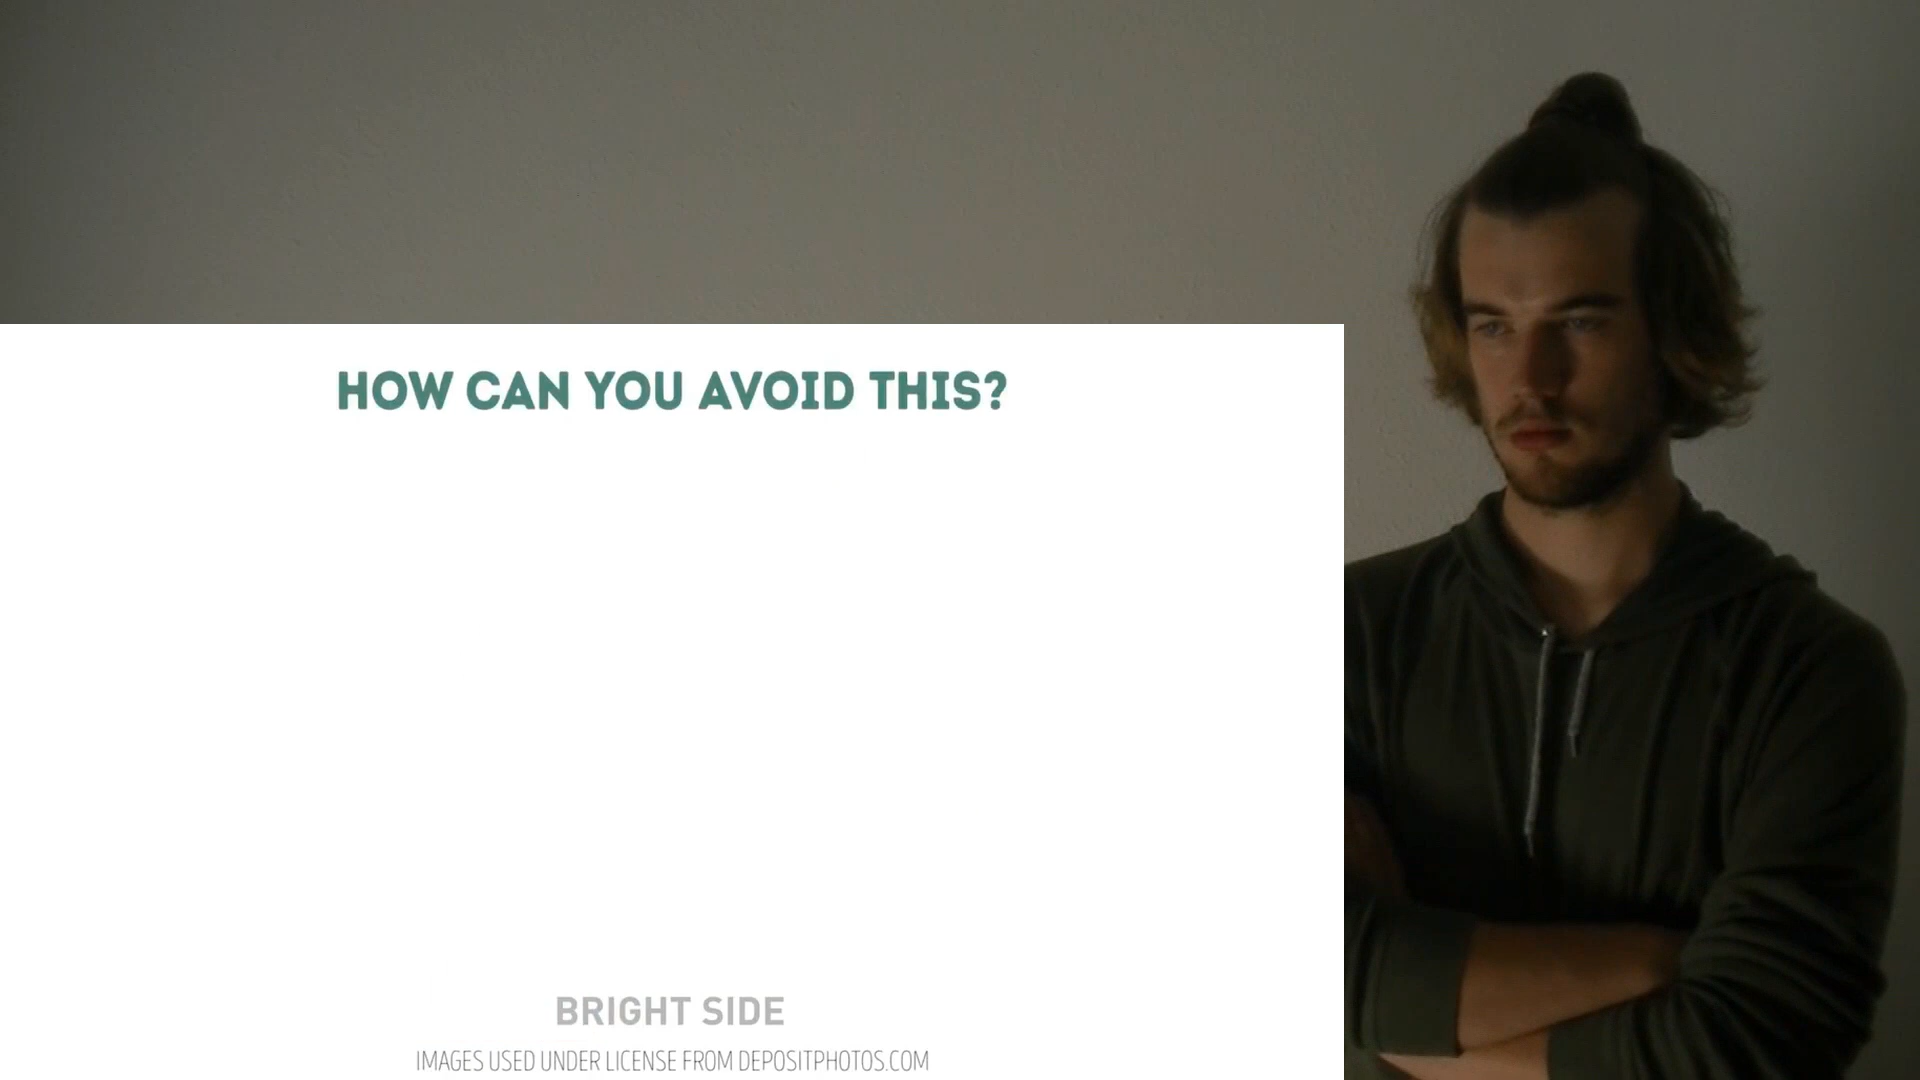 HOW CAN YOU AVOID THIS?
BRIGHT SIDE
IMAGES USED UNDER LICENSE FROM DEPOSITPHOTOS.COM